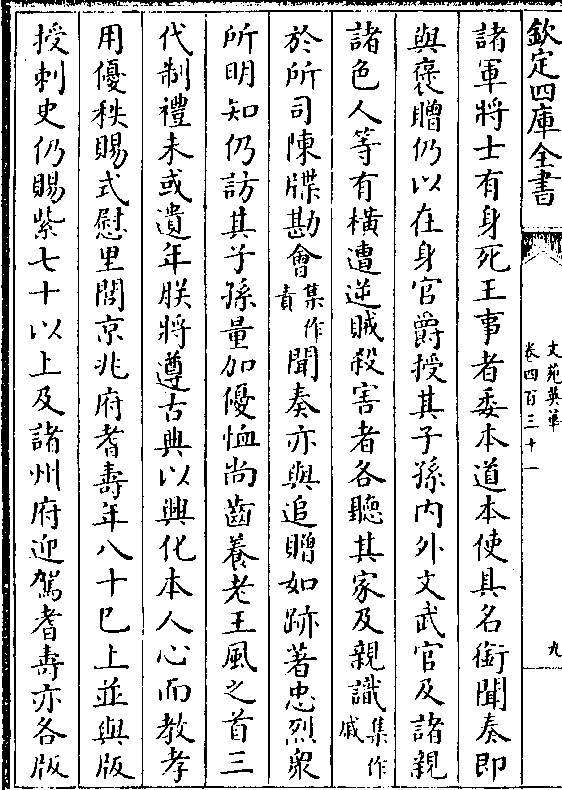 欽定四庫全書
文苑英華
卷四百三十一
九
諸軍將士有身死王事者委本道本使具名銜聞奏即
與褒贈仍以在身官爵授其子孫内外文武官及諸親
諸色人等有橫遭逆賊殺害者各聽其家及親識集作戚
於所司陳牒勘會集作責聞奏亦與追贈如跡著忠烈衆
所明知仍訪其子孫量加優恤尚齒養老王風之首三
代制禮未或遺年朕將遵古典以興化本人心而教孝
用優秩賜式慰里閭京兆府耆壽年八十已上並與版
授刺史仍賜紫七十以上及諸州府迎駕耆壽亦各版